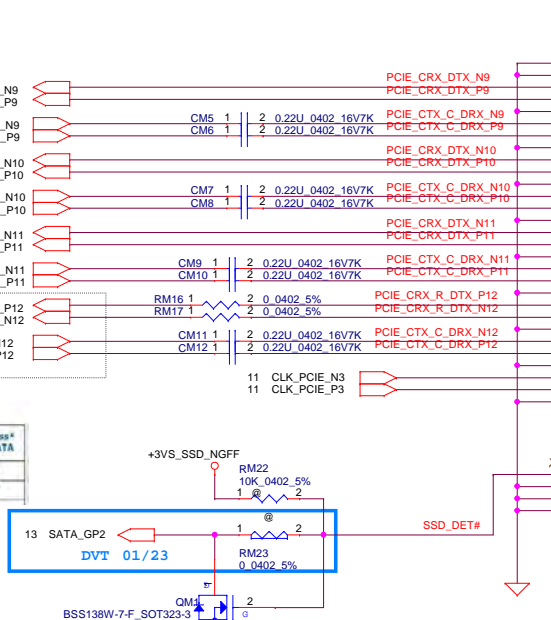 _N9 PCIE_CRX_DTX_N9
_P9 PCIE_CRX_DTX_P9
_N9 CM5 1 2 0.22U_0402_16V7K PCIE_CTX_C_DRX_N9
_P9 CM6 1 2 0.22U_0402_16V7K PCIE_CTX_C_DRX_P9
_N10 PCIE_CRX_DTX_N10
_P10 PCIE_CRX_DTX_P10
_N10 CM7 1 2 0.22U_0402_16V7K PCIE_CTX_C_DRX_N10
_P10 CM8 1 2 0.22U_0402_16V7K PCIE_CTX_C_DRX_P10
_N11 PCIE_CRX_DTX_N11
_P11 PCIE_CRX_DTX_P11
_N11 CM9 1 2 0.22U_0402_16V7K PCIE_CTX_C_DRX_N11
_P11 CM10 1 2 0.22U_0402_16V7K PCIE_CTX_C_DRX_P11
_P12 RM16 1 2 0_0402_5% PCIE_CRX_R_DTX_P12
_N12 RM17 1 2 0_0402_5% PCIE_CRX_R_DTX_N12
N12 CM11 1 2 0.22U_0402_16V7K PCIE_CTX_C_DRX_N12
P12 CM12 1 2 0.22U_0402_16V7K PCIE_CTX_C_DRX_P12
11 CLK_PCIE_N3
11 CLK_PCIE_P3
+3VS_SSD_NGFF
RM22
10K_0402_5%
1 @ 2
@
13 SATA_GP2 1 2 SSD_DET#
DVT 01/23
RM23
0_0402_5%
QM1 2
BSS138W-7-F_SOT323-3 G